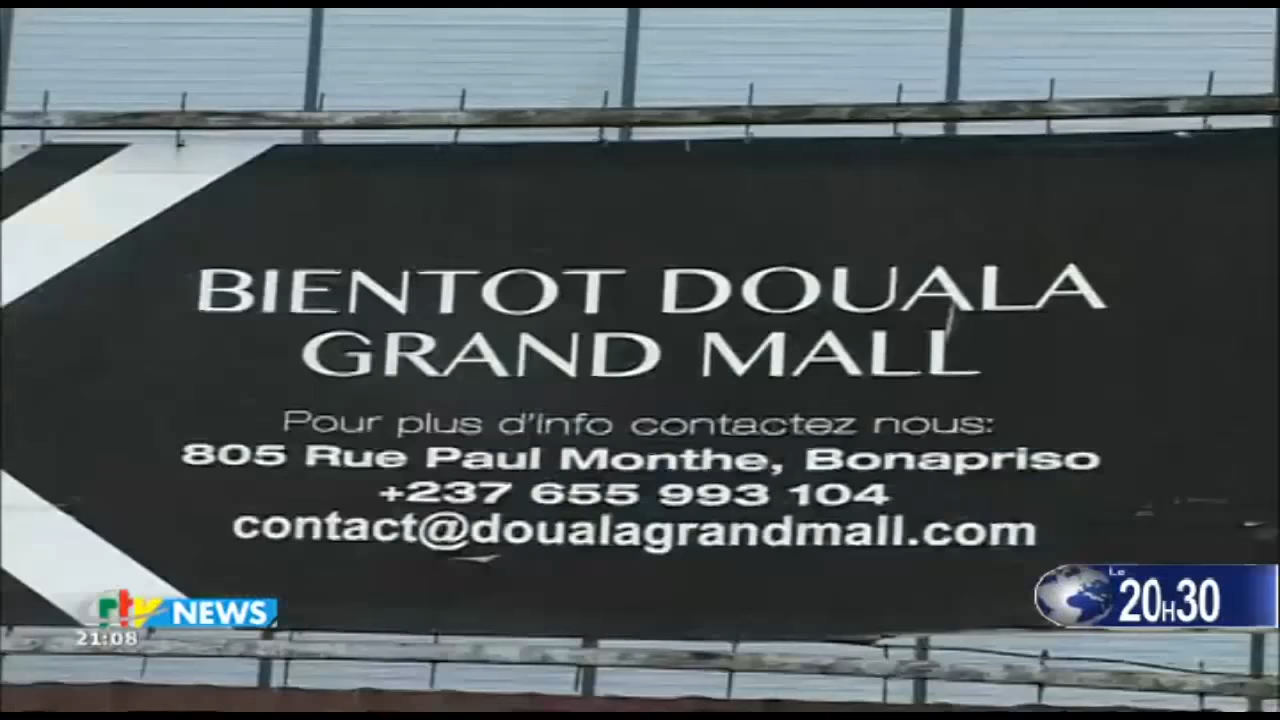 BIENTOT DOUALA
GRAND MALL
Pour plus d'info contactez nous:
805 Rue Paul Monthe, Bonapriso
+237 655 993 104
contact@doualagrandmall.com
rtv NEWS
21:08
Le
20H30